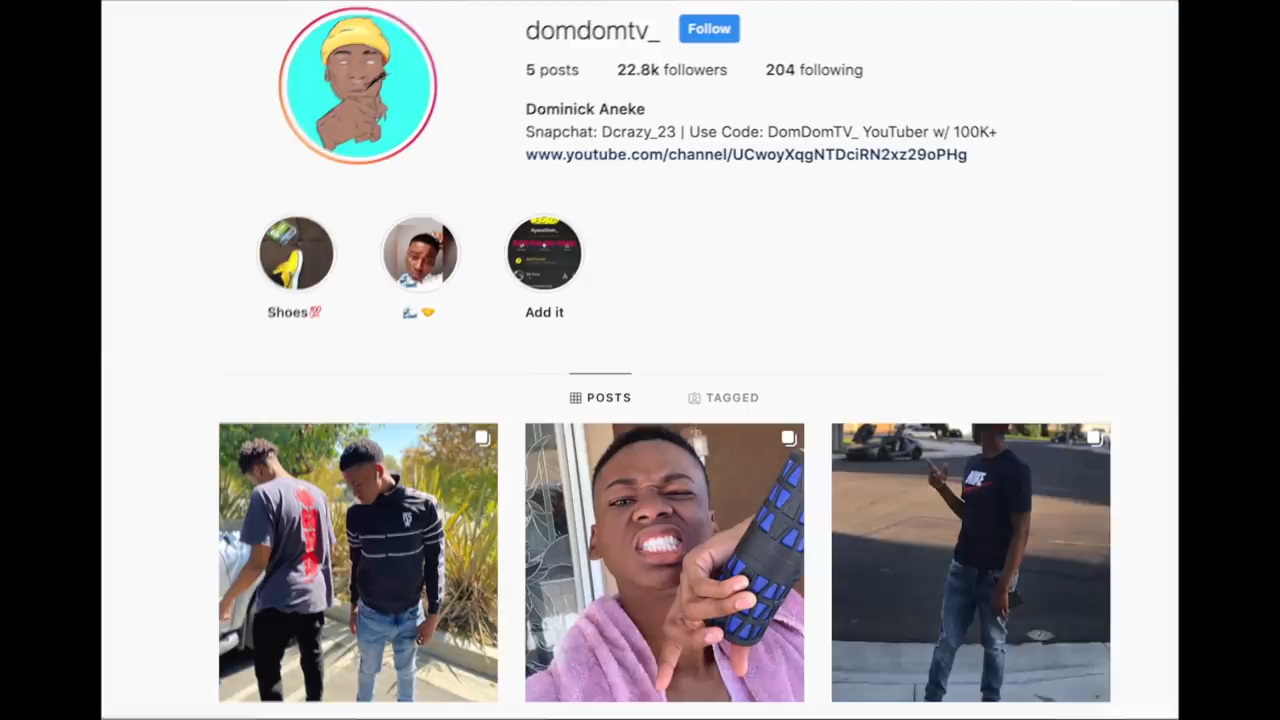 domdomtv_ Follow
5 posts 22.8k followers 204 following
Dominick Aneke
Snapchat: Dcrazy_23 | Use Code: DomDomTV_ YouTuber w/ 100K+
www.youtube.com/channel/UCwoyXqgNTDciRN2xz29oPHg
Shoes💯 🌊🤝 Add it
POSTS TAGGED
NIKE